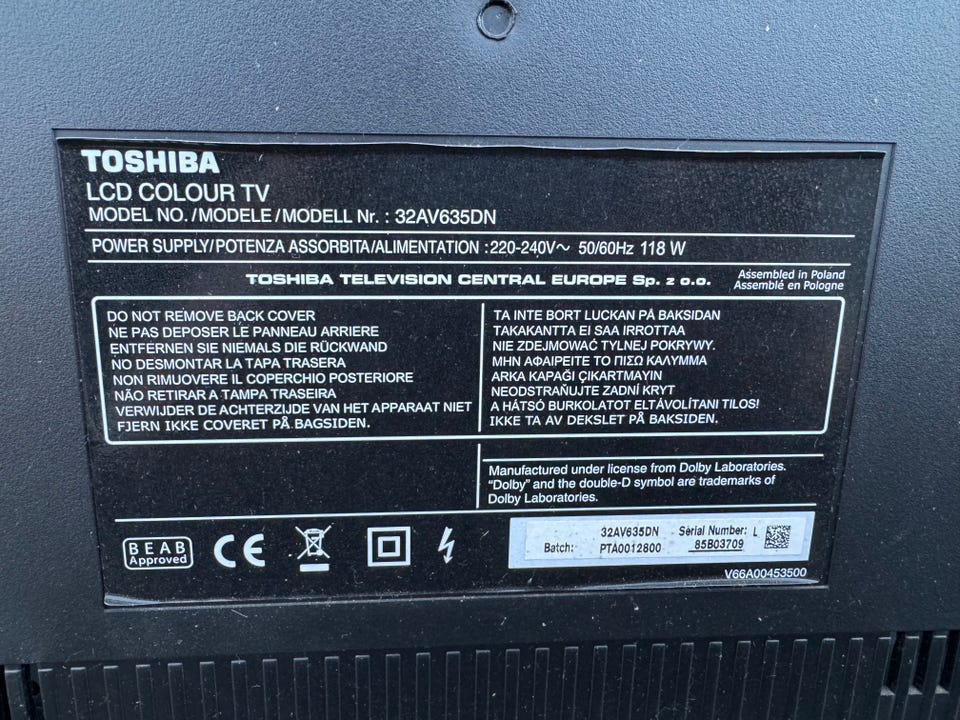 TOSHIBA
LCD COLOUR TV
MODEL NO./MODELE/MODELL Nr. : 32AV635DN
POWER SUPPLY/POTENZA ASSORBITA/ALIMENTATION :220-240V~ 50/60Hz 118 W
TOSHIBA TELEVISION CENTRAL EUROPE Sp. z o.o.
Assembled in Poland
Assemblé en Pologne
DO NOT REMOVE BACK COVER
NE PAS DEPOSER LE PANNEAU ARRIERE
ENTFERNEN SIE NIEMALS DIE RÜCKWAND
NO DESMONTAR LA TAPA TRASERA
NON RIMUOVERE IL COPERCHIO POSTERIORE
NÃO RETIRAR A TAMPA TRASEIRA
VERWIJDER DE ACHTERZIJDE VAN HET APPARAAT NIET
FJERN IKKE COVERET PÅ BAGSIDEN.
TA INTE BORT LUCKAN PÅ BAKSIDAN
TAKAKANTTA EI SAA IRROTTAA
NIE ZDEJMOWAĆ TYLNEJ POKRYWY.
ΜΗΝ ΑΦΑΙΡΕΙΤΕ ΤΟ ΠΙΣΩ ΚΑΛΥΜΜΑ
ARKA KAPAĞI ÇIKARTMAYIN
NEODSTRAŇUJTE ZADNÍ KRYT
A HÁTSÓ BURKOLATOT ELTÁVOLÍTANI TILOS!
IKKE TA AV DEKSLET PÅ BAKSIDEN.
Manufactured under license from Dolby Laboratories.
"Dolby" and the double-D symbol are trademarks of
Dolby Laboratories.
BEAB
Approved
CE
32AV635DN Serial Number: L
Batch: PTA0012800 85B03709
V66A00453500